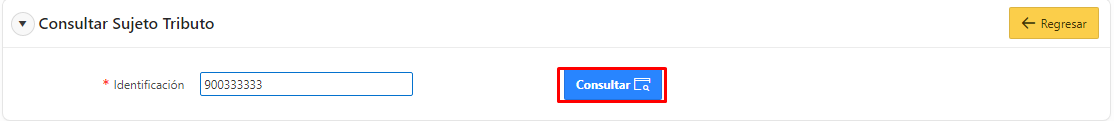 Consultar Sujeto Tributo
Regresar
* Identificación 900333333 Consultar